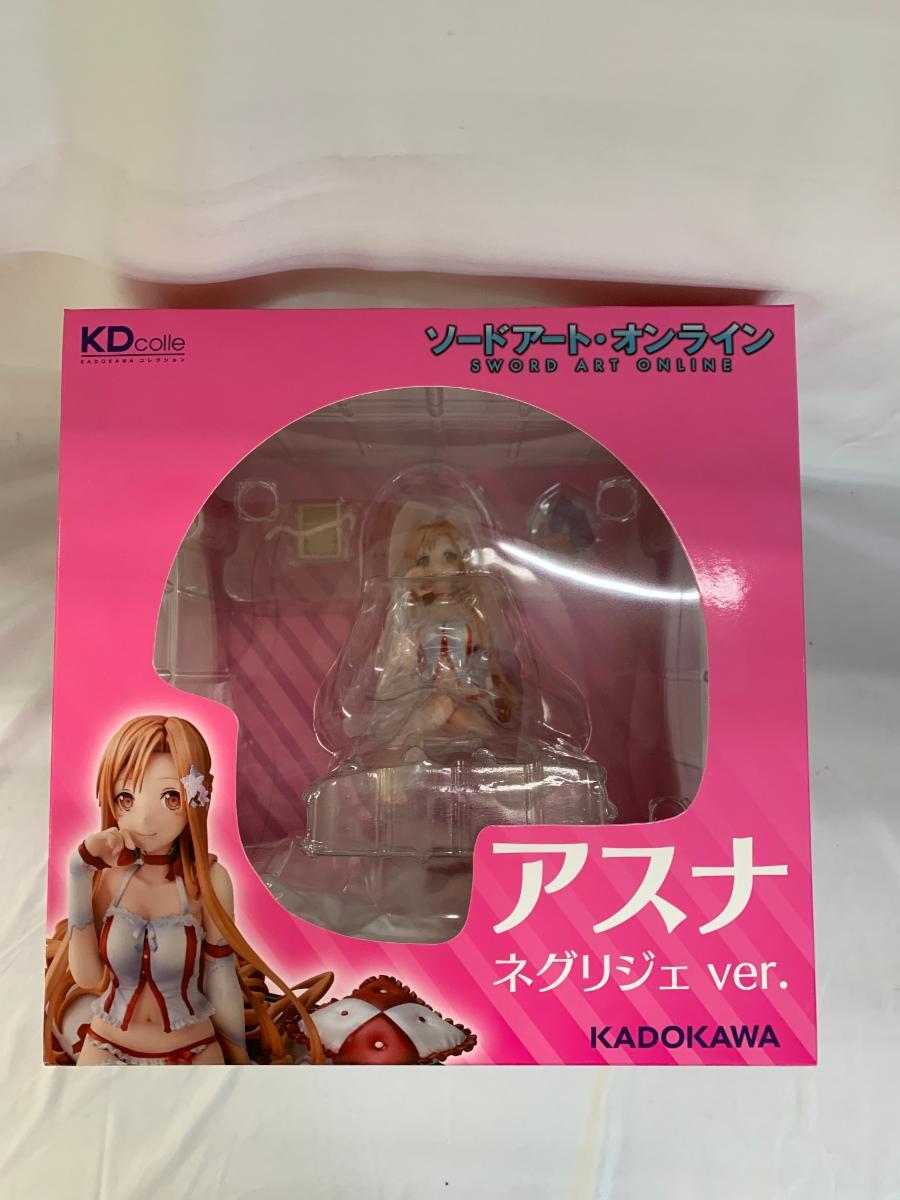 KDcolle
KADOKAWA コレクション
ソードアート・オンライン
SWORD ART ONLINE
アスナ
ネグリジェ ver.
KADOKAWA